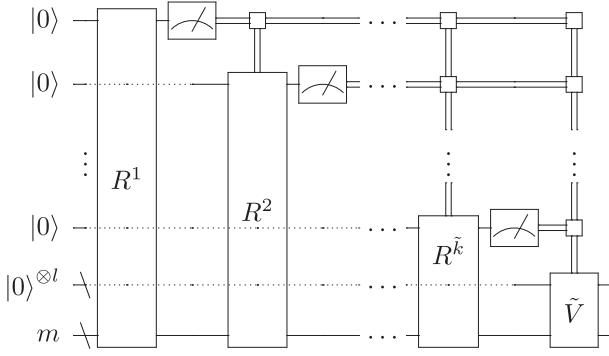 |0⟩ ...
|0⟩ ...
⋮ R¹ R² ⋮ ⋮
|0⟩ ... R^{k̃}
|0⟩^{⊗l} ...
m ... Ṽ